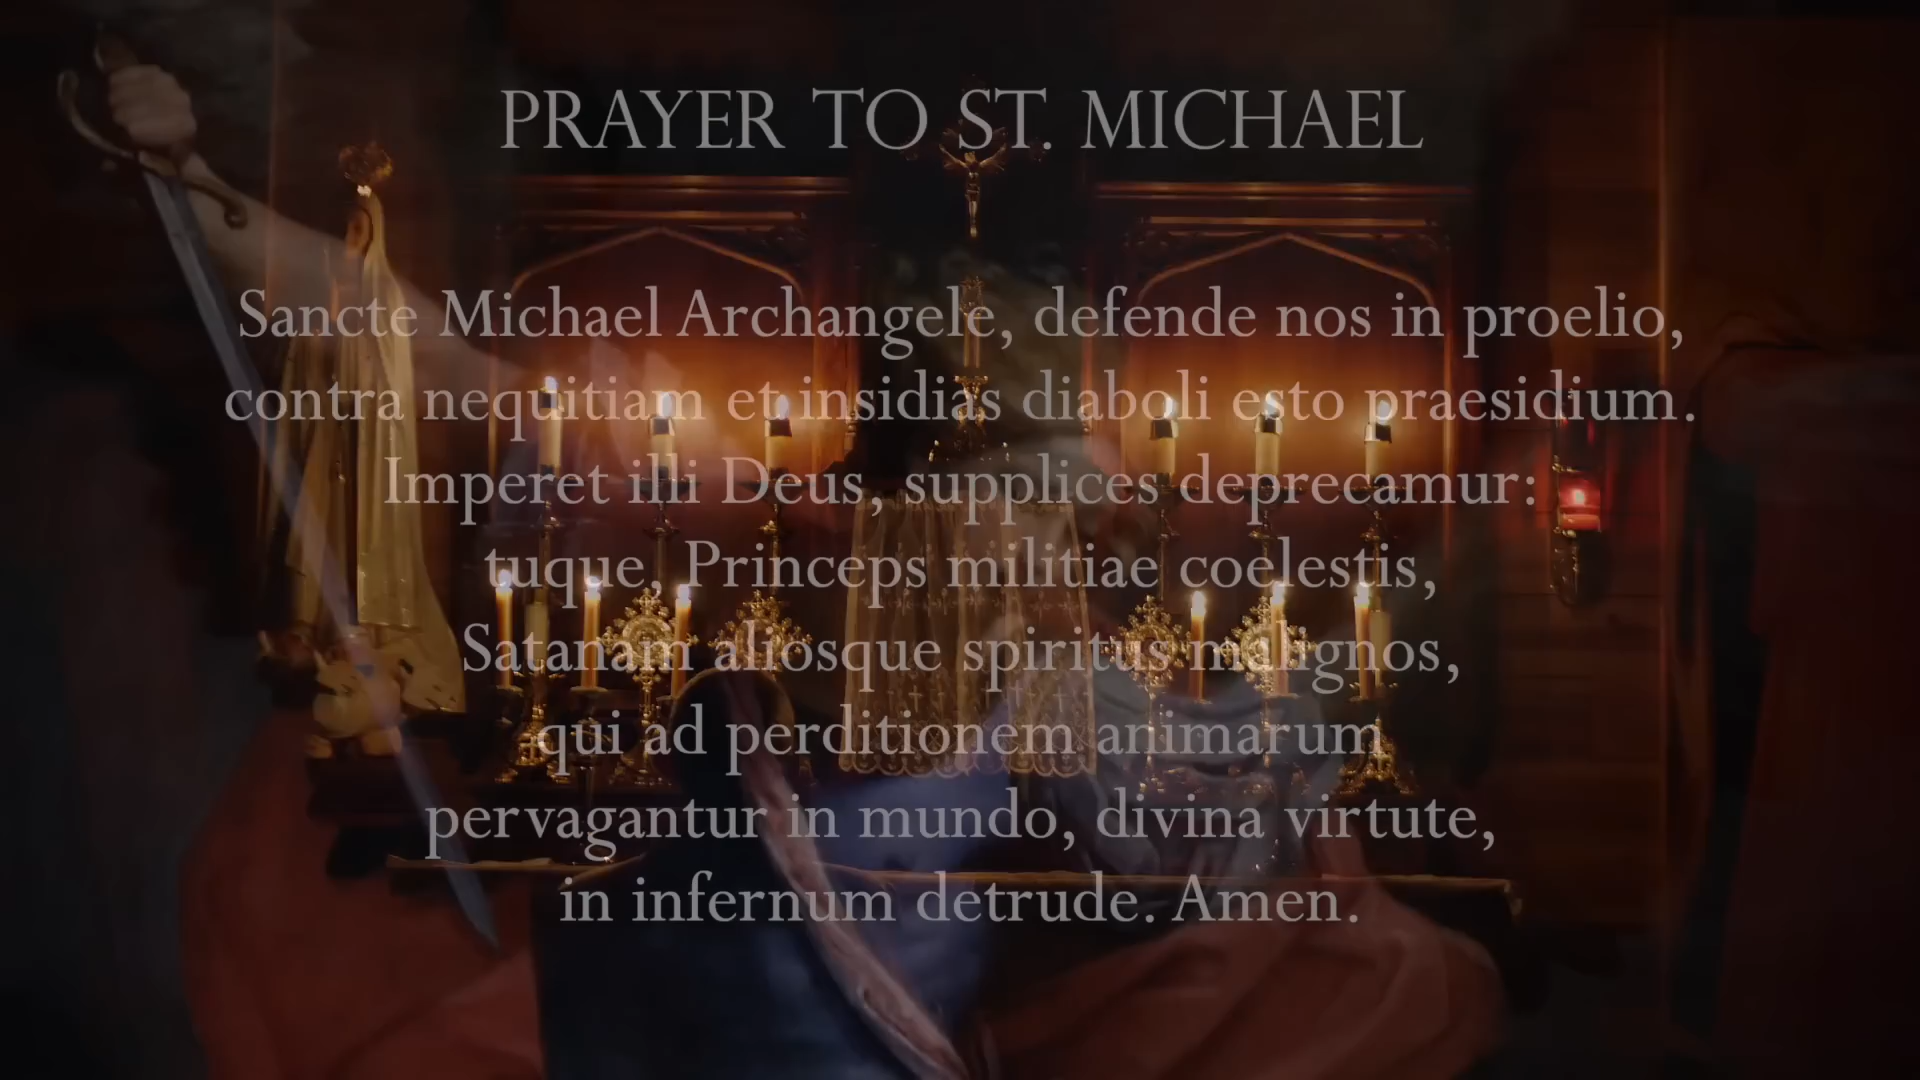 PRAYER TO ST. MICHAEL
Sancte Michael Archangele, defende nos in proelio,
contra nequitiam et insidias diaboli esto praesidium.
Imperet illi Deus, supplices deprecamur:
tuque, Princeps militiae coelestis,
Satanam aliosque spiritus malignos,
qui ad perditionem animarum
pervagantur in mundo, divina virtute,
in infernum detrude. Amen.